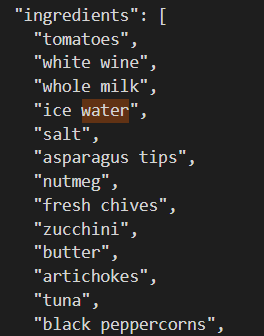 "ingredients": [
"tomatoes",
"white wine",
"whole milk",
"ice water",
"salt",
"asparagus tips",
"nutmeg",
"fresh chives",
"zucchini",
"butter",
"artichokes",
"tuna",
"black peppercorns",